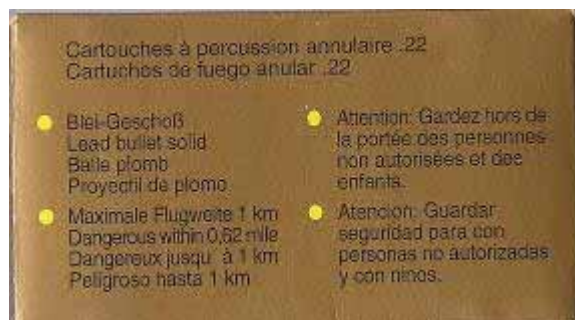 Cartouches à percussion annulaire .22
Cartuchos de fuego anular .22
Blei-Geschoß
Lead bullet solid
Balle plomb
Proyectil de plomo
Maximale Flugweite 1 km
Dangerous within 0,62 mile
Dangereux jusqu' à 1 km
Peligroso hasta 1 km
Attention: Gardez hors de
la portée des personnes
non autorisées et des
enfants.
Atencion: Guardar
seguridad para con
personas no autorizadas
y con ninos.